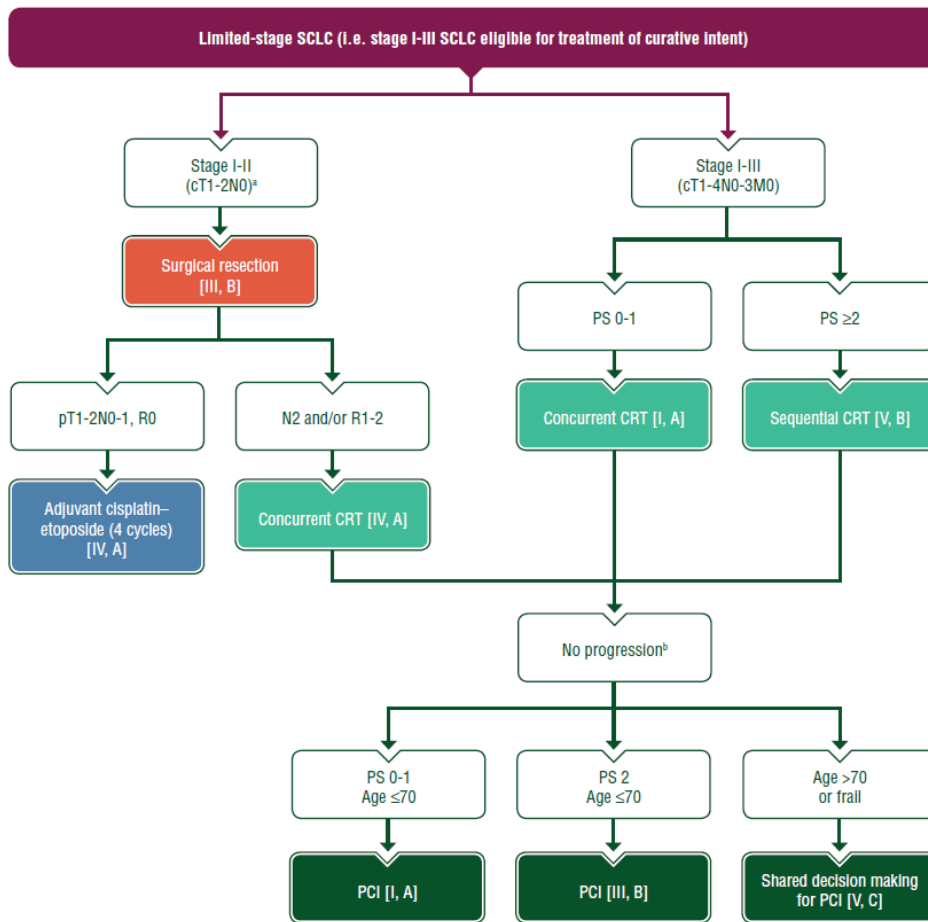 Limited-stage SCLC (i.e. stage I-III SCLC eligible for treatment of curative intent)
Stage I-II
(cT1-2N0)ᵃ
Stage I-III
(cT1-4N0-3M0)
Surgical resection
[III, B]
PS 0-1
PS ≥2
pT1-2N0-1, R0
N2 and/or R1-2
Concurrent CRT [I, A]
Sequential CRT [V, B]
Adjuvant cisplatin–
etoposide (4 cycles)
[IV, A]
Concurrent CRT [IV, A]
No progressionᵇ
PS 0-1
Age ≤70
PS 2
Age ≤70
Age >70
or frail
PCI [I, A]
PCI [III, B]
Shared decision making
for PCI [V, C]